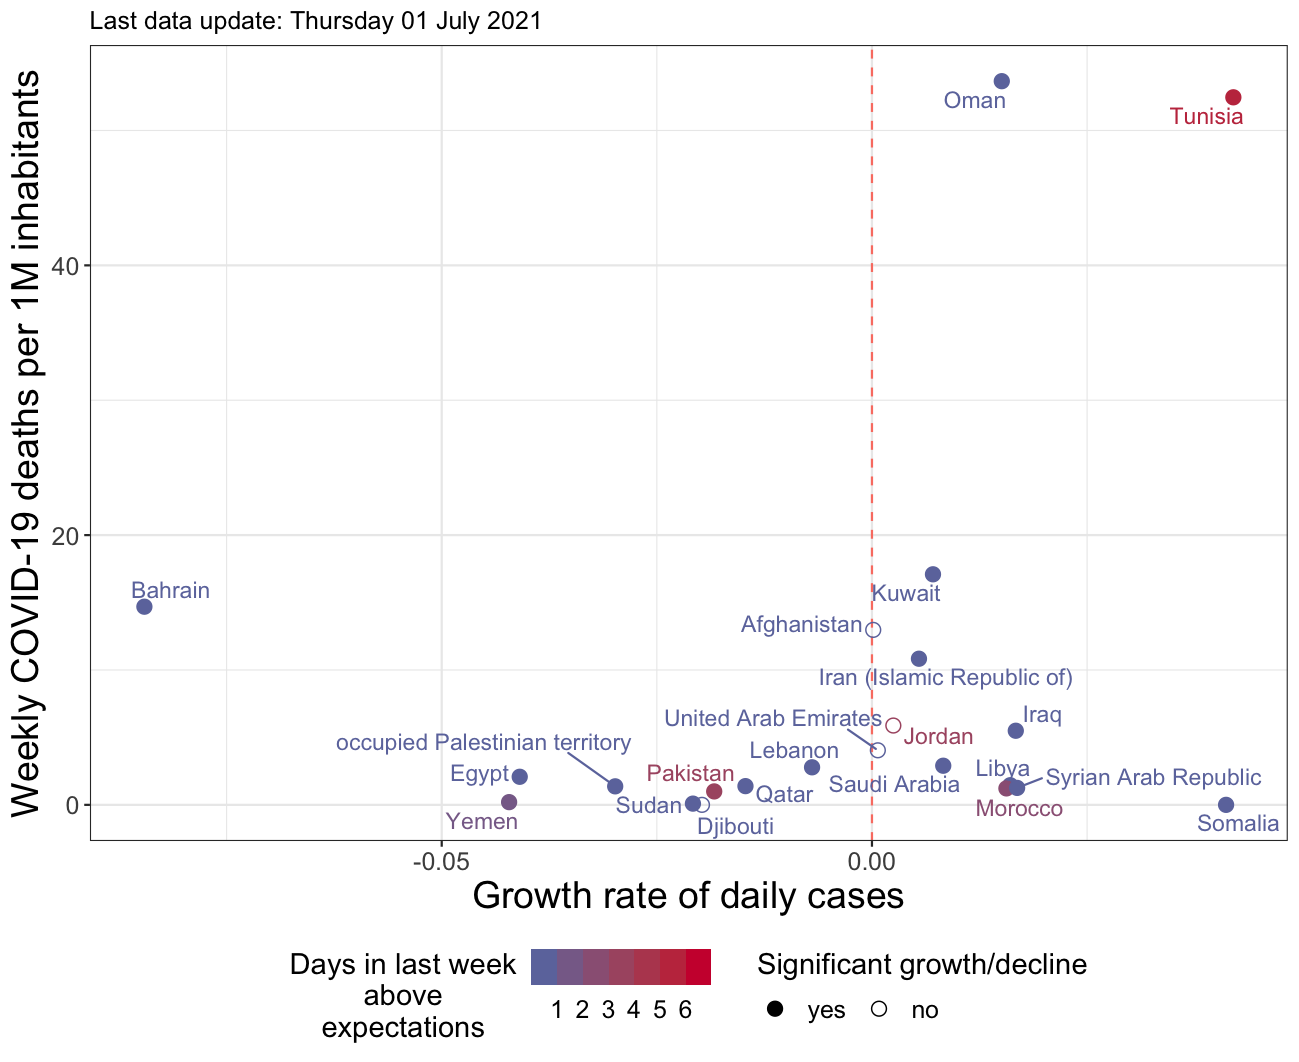 Last data update: Thursday 01 July 2021
Weekly COVID-19 deaths per 1M inhabitants
40
20
0
Oman
Tunisia
Bahrain
Kuwait
Afghanistan
Iran (Islamic Republic of)
Iraq
United Arab Emirates
Jordan
occupied Palestinian territory
Lebanon
Egypt
Pakistan
Libya
Syrian Arab Republic
Saudi Arabia
Qatar
Sudan
Morocco
Yemen
Djibouti
Somalia
-0.05
0.00
Growth rate of daily cases
Days in last week
above
expectations
1 2 3 4 5 6
Significant growth/decline
yes no